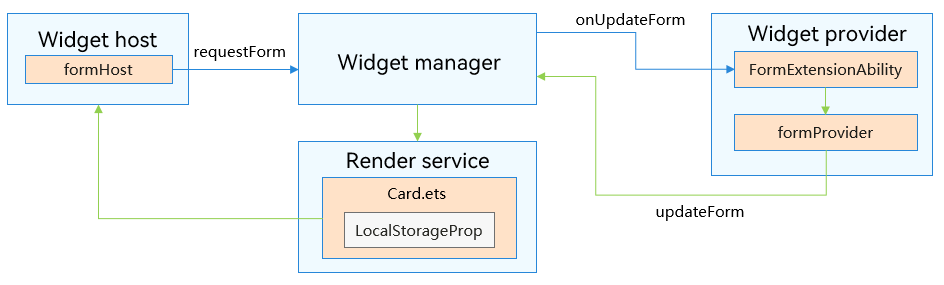 Widget host
formHost
requestForm
Widget manager
onUpdateForm
Widget provider
FormExtensionAbility
formProvider
updateForm
Render service
Card.ets
LocalStorageProp